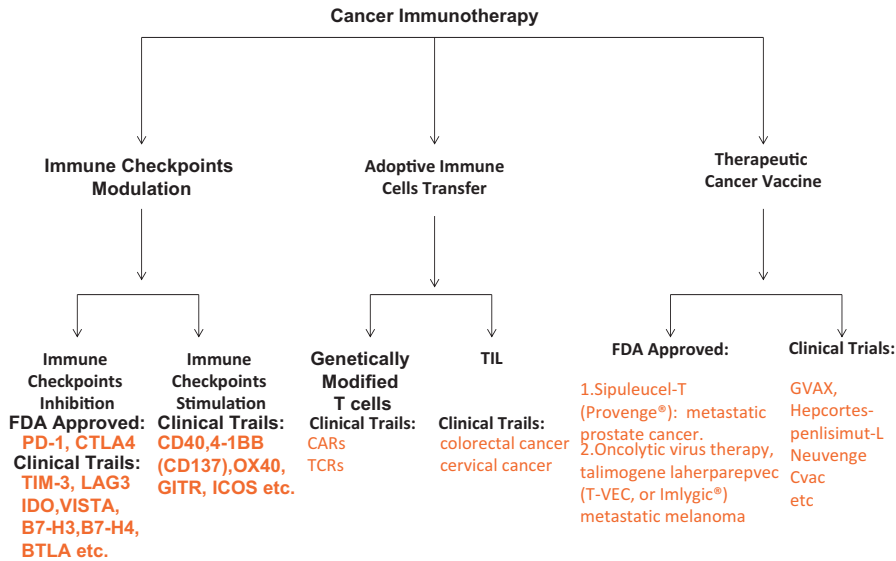 Cancer Immunotherapy
Immune Checkpoints
Modulation
Adoptive Immune
Cells Transfer
Therapeutic
Cancer Vaccine
Immune
Checkpoints
Inhibition
FDA Approved:
PD-1, CTLA4
Clinical Trails:
TIM-3, LAG3
IDO,VISTA,
B7-H3,B7-H4,
BTLA etc.
Immune
Checkpoints
Stimulation
Clinical Trails:
CD40,4-1BB
(CD137),OX40,
GITR, ICOS etc.
Genetically
Modified
T cells
Clinical Trails:
CARs
TCRs
TIL
Clinical Trails:
colorectal cancer
cervical cancer
FDA Approved:
1.Sipuleucel-T
(Provenge®): metastatic
prostate cancer.
2.Oncolytic virus therapy,
talimogene laherparepvec
(T-VEC, or Imlygic®)
metastatic melanoma
Clinical Trials:
GVAX,
Hepcortes-
penlisimut-L
Neuvenge
Cvac
etc